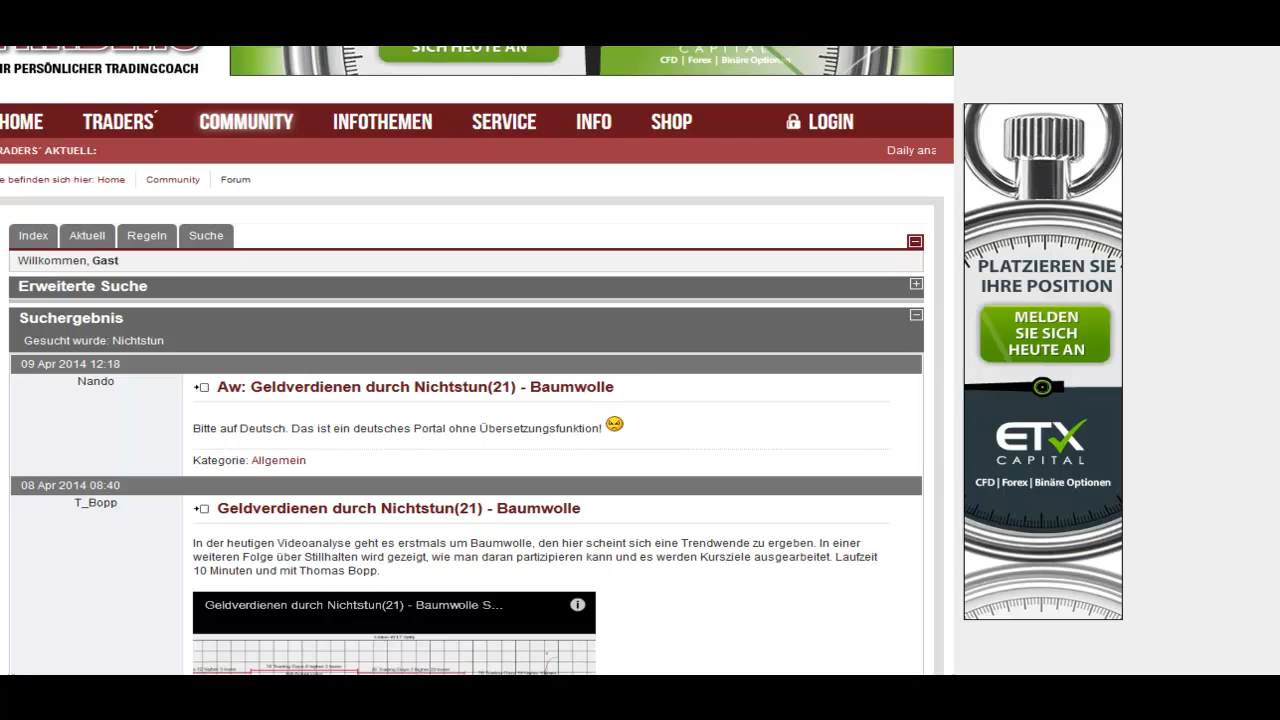 SICH HEUTE AN
CAPITAL
CFD | Forex | Binäre Optionen
IR PERSÖNLICHER TRADINGCOACH
HOME TRADERS´ COMMUNITY INFOTHEMEN SERVICE INFO SHOP LOGIN
RADERS´ AKTUELL: Daily ana
e befinden sich hier: Home Community Forum
Index Aktuell Regeln Suche
Willkommen, Gast
Erweiterte Suche
Suchergebnis
Gesucht wurde: Nichtstun
09 Apr 2014 12:18
Nando
Aw: Geldverdienen durch Nichtstun(21) - Baumwolle
Bitte auf Deutsch. Das ist ein deutsches Portal ohne Übersetzungsfunktion!
Kategorie: Allgemein
08 Apr 2014 08:40
T_Bopp
Geldverdienen durch Nichtstun(21) - Baumwolle
In der heutigen Videoanalyse geht es erstmals um Baumwolle, den hier scheint sich eine Trendwende zu ergeben. In einer
weiteren Folge über Stillhalten wird gezeigt, wie man daran partizipieren kann und es werden Kursziele ausgearbeitet. Laufzeit
10 Minuten und mit Thomas Bopp.
Geldverdienen durch Nichtstun(21) - Baumwolle S...
PLATZIEREN SIE
IHRE POSITION
MELDEN
SIE SICH
HEUTE AN
ETX
CAPITAL
CFD | Forex | Binäre Optionen